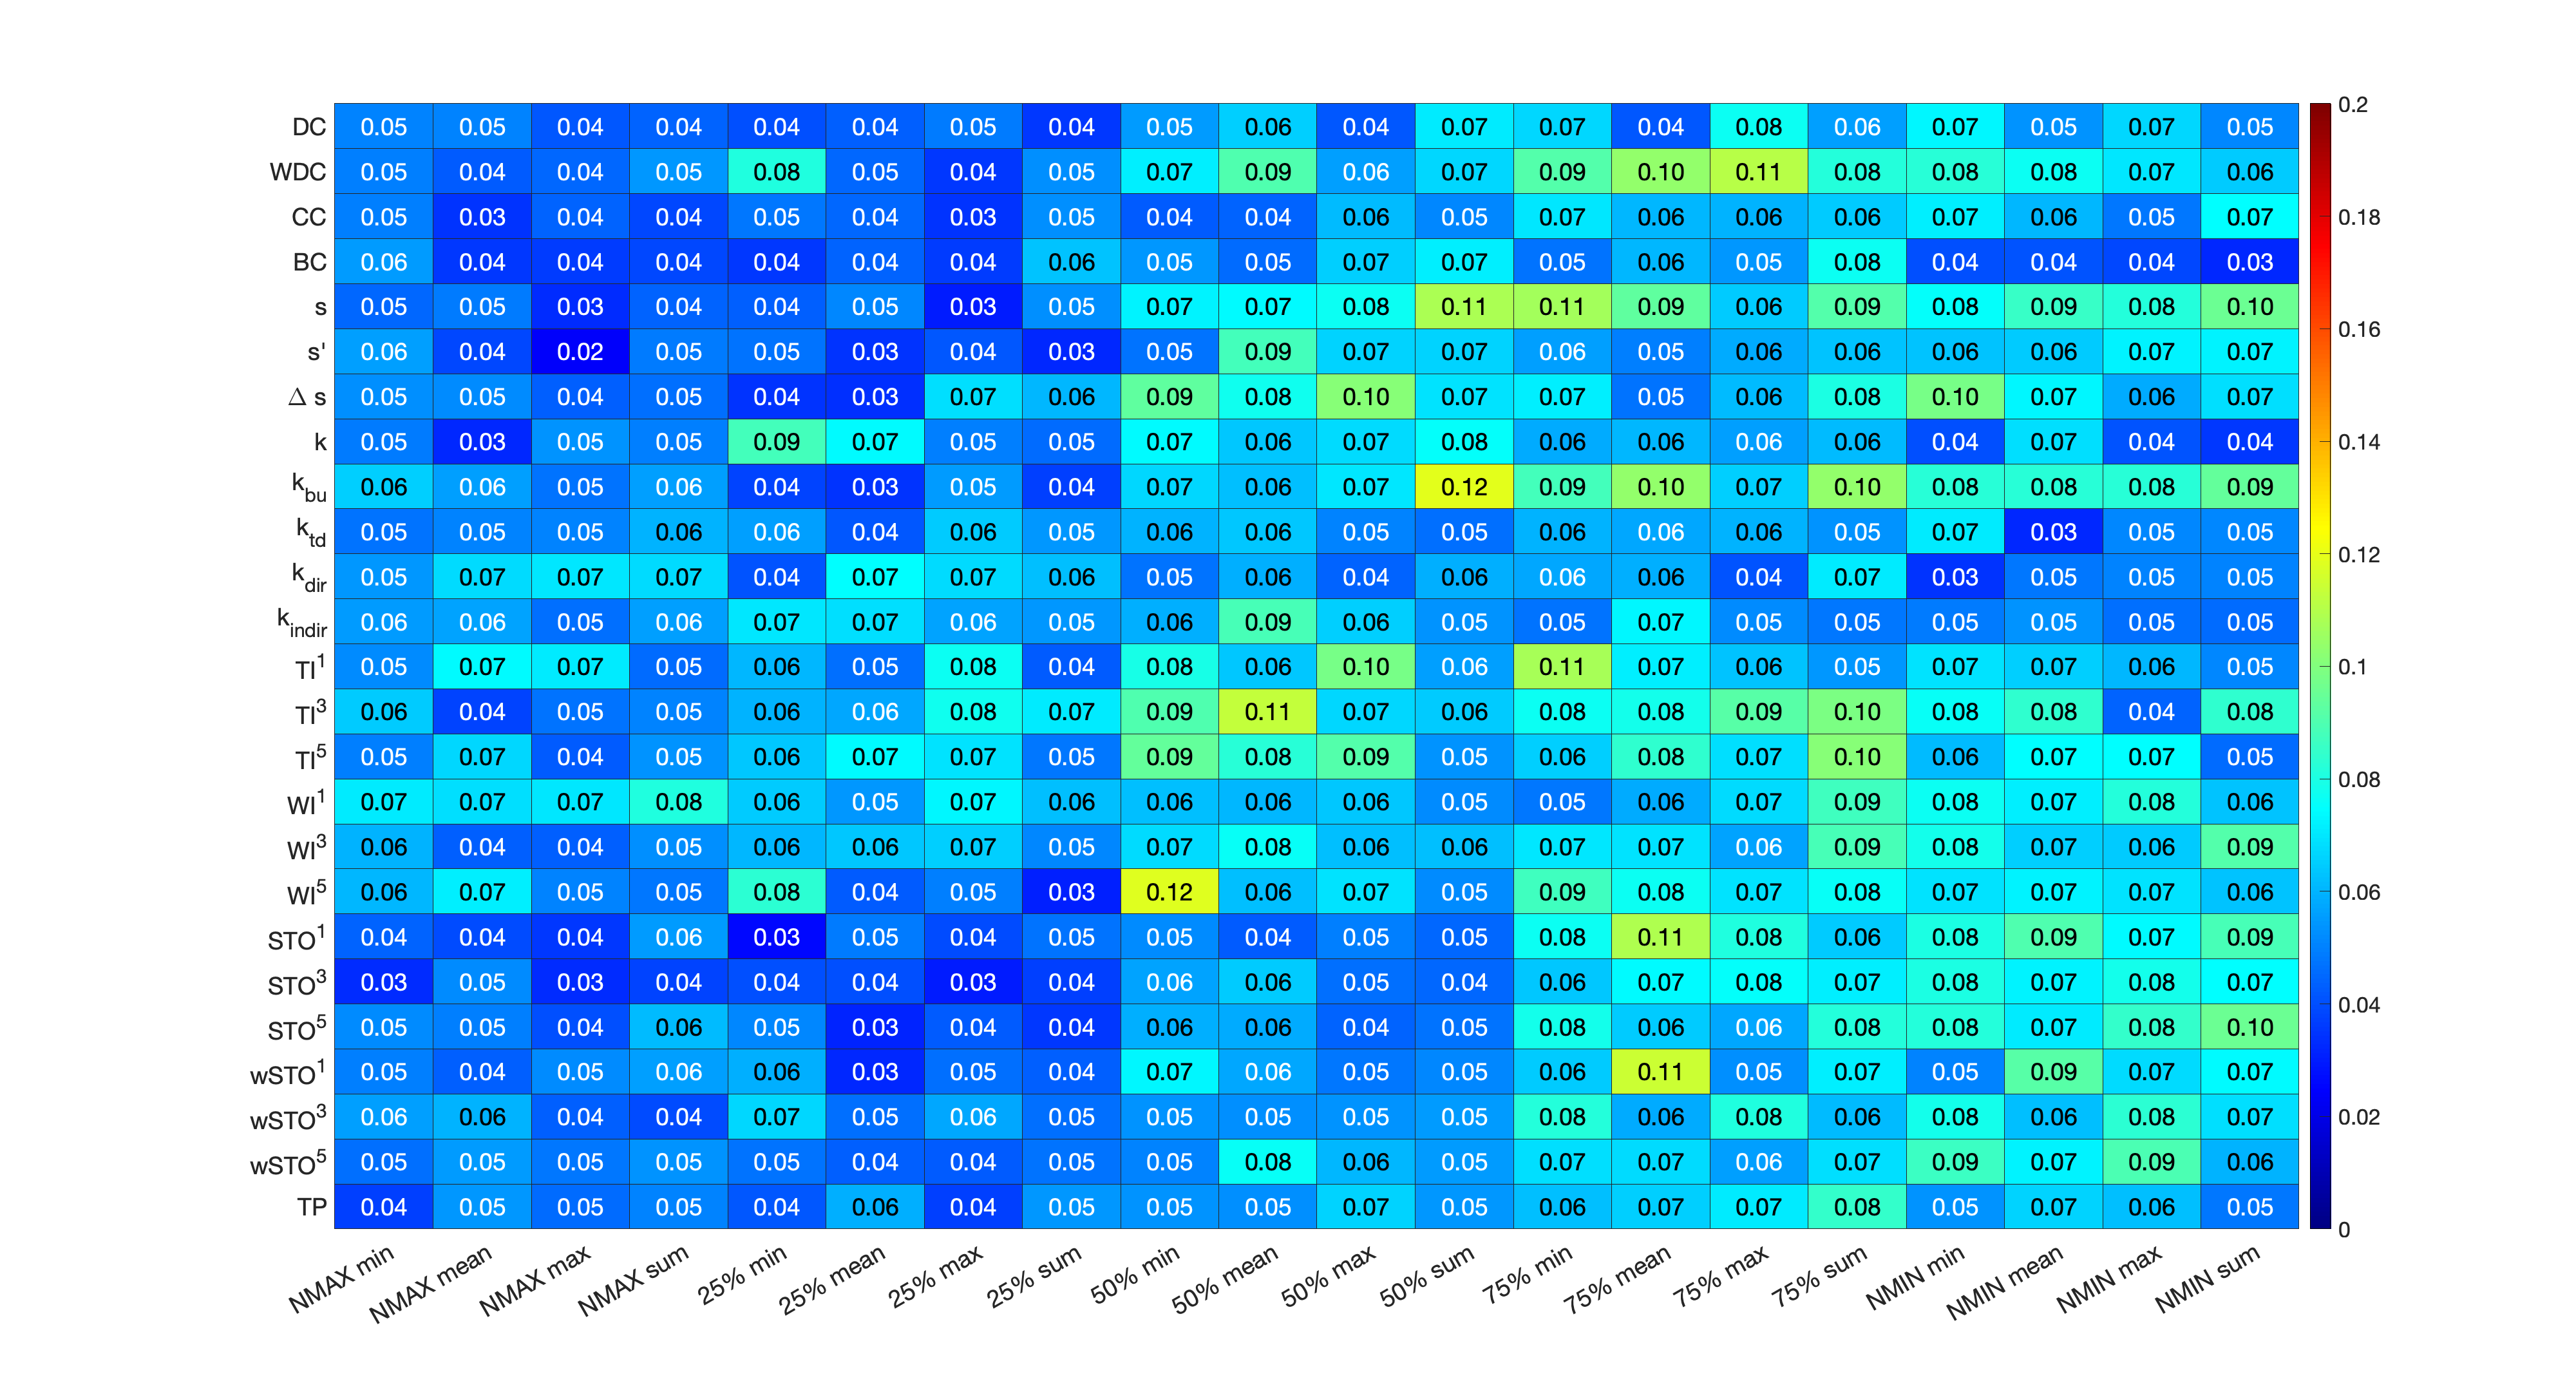 DC 0.05 0.05 0.04 0.04 0.04 0.04 0.05 0.04 0.05 0.06 0.04 0.07 0.07 0.04 0.08 0.06 0.07 0.05 0.07 0.05
WDC 0.05 0.04 0.04 0.05 0.08 0.05 0.04 0.05 0.07 0.09 0.06 0.07 0.09 0.10 0.11 0.08 0.08 0.08 0.07 0.06
CC 0.05 0.03 0.04 0.04 0.05 0.04 0.03 0.05 0.04 0.04 0.06 0.05 0.07 0.06 0.06 0.06 0.07 0.06 0.05 0.07
BC 0.06 0.04 0.04 0.04 0.04 0.04 0.04 0.06 0.05 0.05 0.07 0.07 0.05 0.06 0.05 0.08 0.04 0.04 0.04 0.03
s 0.05 0.05 0.03 0.04 0.04 0.05 0.03 0.05 0.07 0.07 0.08 0.11 0.11 0.09 0.06 0.09 0.08 0.09 0.08 0.10
s' 0.06 0.04 0.02 0.05 0.05 0.03 0.04 0.03 0.05 0.09 0.07 0.07 0.06 0.05 0.06 0.06 0.06 0.06 0.07 0.07
Δ s 0.05 0.05 0.04 0.05 0.04 0.03 0.07 0.06 0.09 0.08 0.10 0.07 0.07 0.05 0.06 0.08 0.10 0.07 0.06 0.07
k 0.05 0.03 0.05 0.05 0.09 0.07 0.05 0.05 0.07 0.06 0.07 0.08 0.06 0.06 0.06 0.06 0.04 0.07 0.04 0.04
k_bu 0.06 0.06 0.05 0.06 0.04 0.03 0.05 0.04 0.07 0.06 0.07 0.12 0.09 0.10 0.07 0.10 0.08 0.08 0.08 0.09
k_td 0.05 0.05 0.05 0.06 0.06 0.04 0.06 0.05 0.06 0.06 0.05 0.05 0.06 0.06 0.06 0.05 0.07 0.03 0.05 0.05
k_dir 0.05 0.07 0.07 0.07 0.04 0.07 0.07 0.06 0.05 0.06 0.04 0.06 0.06 0.06 0.04 0.07 0.03 0.05 0.05 0.05
k_indir 0.06 0.06 0.05 0.06 0.07 0.07 0.06 0.05 0.06 0.09 0.06 0.05 0.05 0.07 0.05 0.05 0.05 0.05 0.05 0.05
TI¹ 0.05 0.07 0.07 0.05 0.06 0.05 0.08 0.04 0.08 0.06 0.10 0.06 0.11 0.07 0.06 0.05 0.07 0.07 0.06 0.05
TI³ 0.06 0.04 0.05 0.05 0.06 0.06 0.08 0.07 0.09 0.11 0.07 0.06 0.08 0.08 0.09 0.10 0.08 0.08 0.04 0.08
TI⁵ 0.05 0.07 0.04 0.05 0.06 0.07 0.07 0.05 0.09 0.08 0.09 0.05 0.06 0.08 0.07 0.10 0.06 0.07 0.07 0.05
WI¹ 0.07 0.07 0.07 0.08 0.06 0.05 0.07 0.06 0.06 0.06 0.06 0.05 0.05 0.06 0.07 0.09 0.08 0.07 0.08 0.06
WI³ 0.06 0.04 0.04 0.05 0.06 0.06 0.07 0.05 0.07 0.08 0.06 0.06 0.07 0.07 0.06 0.09 0.08 0.07 0.06 0.09
WI⁵ 0.06 0.07 0.05 0.05 0.08 0.04 0.05 0.03 0.12 0.06 0.07 0.05 0.09 0.08 0.07 0.08 0.07 0.07 0.07 0.06
STO¹ 0.04 0.04 0.04 0.06 0.03 0.05 0.04 0.05 0.05 0.04 0.05 0.05 0.08 0.11 0.08 0.06 0.08 0.09 0.07 0.09
STO³ 0.03 0.05 0.03 0.04 0.04 0.04 0.03 0.04 0.06 0.06 0.05 0.04 0.06 0.07 0.08 0.07 0.08 0.07 0.08 0.07
STO⁵ 0.05 0.05 0.04 0.06 0.05 0.03 0.04 0.04 0.06 0.06 0.04 0.05 0.08 0.06 0.06 0.08 0.08 0.07 0.08 0.10
wSTO¹ 0.05 0.04 0.05 0.06 0.06 0.03 0.05 0.04 0.07 0.06 0.05 0.05 0.06 0.11 0.05 0.07 0.05 0.09 0.07 0.07
wSTO³ 0.06 0.06 0.04 0.04 0.07 0.05 0.06 0.05 0.05 0.05 0.05 0.05 0.08 0.06 0.08 0.06 0.08 0.06 0.08 0.07
wSTO⁵ 0.05 0.05 0.05 0.05 0.05 0.04 0.04 0.05 0.05 0.08 0.06 0.05 0.07 0.07 0.06 0.07 0.09 0.07 0.09 0.06
TP 0.04 0.05 0.05 0.05 0.04 0.06 0.04 0.05 0.05 0.05 0.07 0.05 0.06 0.07 0.07 0.08 0.05 0.07 0.06 0.05
NMAX min NMAX mean NMAX max NMAX sum 25% min 25% mean 25% max 25% sum 50% min 50% mean 50% max 50% sum 75% min 75% mean 75% max 75% sum NMIN min NMIN mean NMIN max NMIN sum
0.2
0.18
0.16
0.14
0.12
0.1
0.08
0.06
0.04
0.02
0